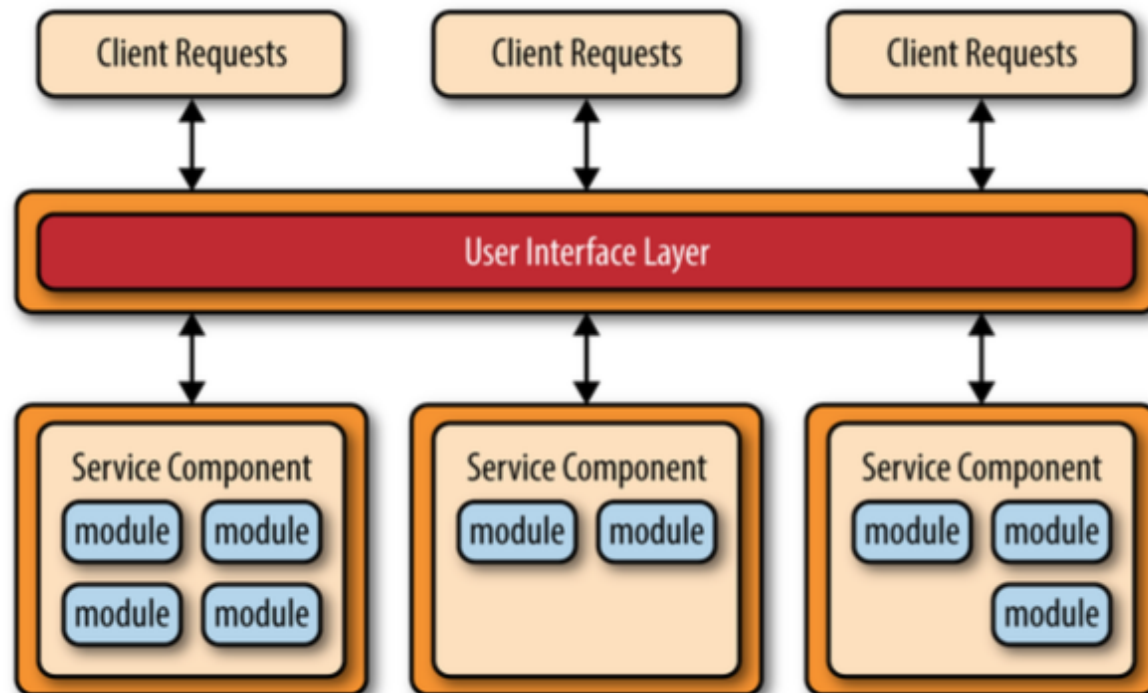 Client Requests
Client Requests
Client Requests
User Interface Layer
Service Component
module module
module module
Service Component
module module
Service Component
module module
module